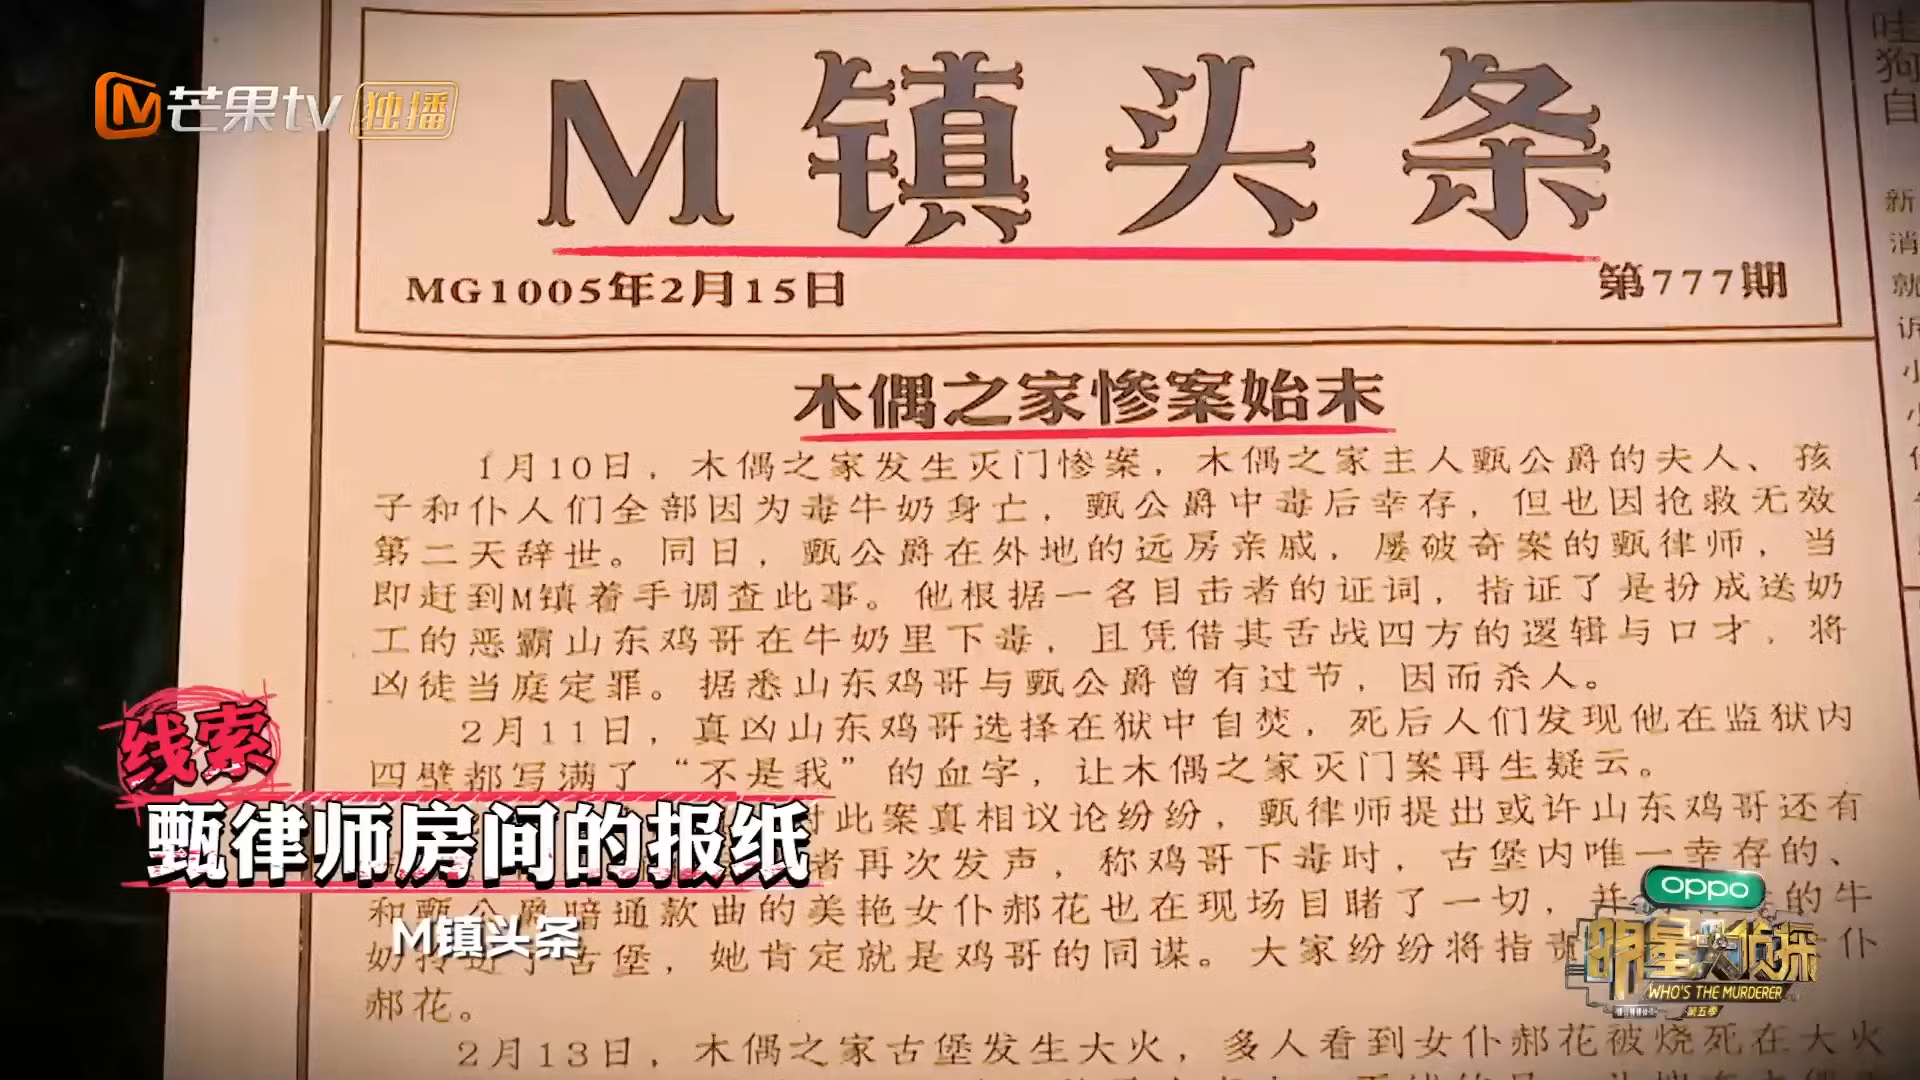 芒果tv 独播
M镇头条
MG1005年2月15日
第777期
木偶之家惨案始末
1月10日，木偶之家发生灭门惨案，木偶之家主人甄公爵的夫人、孩
子和仆人们全部因为毒牛奶身亡，甄公爵中毒后幸存，但也因抢救无效
第二天辞世。同日，甄公爵在外地的远房亲戚，屡破奇案的甄律师，当
即赶到M镇着手调查此事。他根据一名目击者的证词，指证了是扮成送奶
工的恶霸山东鸡哥在牛奶里下毒，且凭借其舌战四方的逻辑与口才，将
凶徒当庭定罪。据悉山东鸡哥与甄公爵曾有过节，因而杀人。
2月11日，真凶山东鸡哥选择在狱中自焚，死后人们发现他在监狱内
四壁都写满了“不是我”的血字，让木偶之家灭门案再生疑云。
对此案真相议论纷纷，甄律师提出或许山东鸡哥还有
者再次发声，称鸡哥下毒时，古堡内唯一幸存的、
和甄公爵暗通款曲的美艳女仆郝花也在现场目睹了一切，并
的牛
奶
了古堡，她肯定就是鸡哥的同谋。大家纷纷将指责
仆
郝花。
2月13日，木偶之家古堡发生大火，多人看到女仆郝花被烧死在大火
哇
狗
自
新
消
就
诉
小
线索
甄律师房间的报纸
M镇头条
oppo
明星大侦探
WHO'S THE MURDERER
第五季